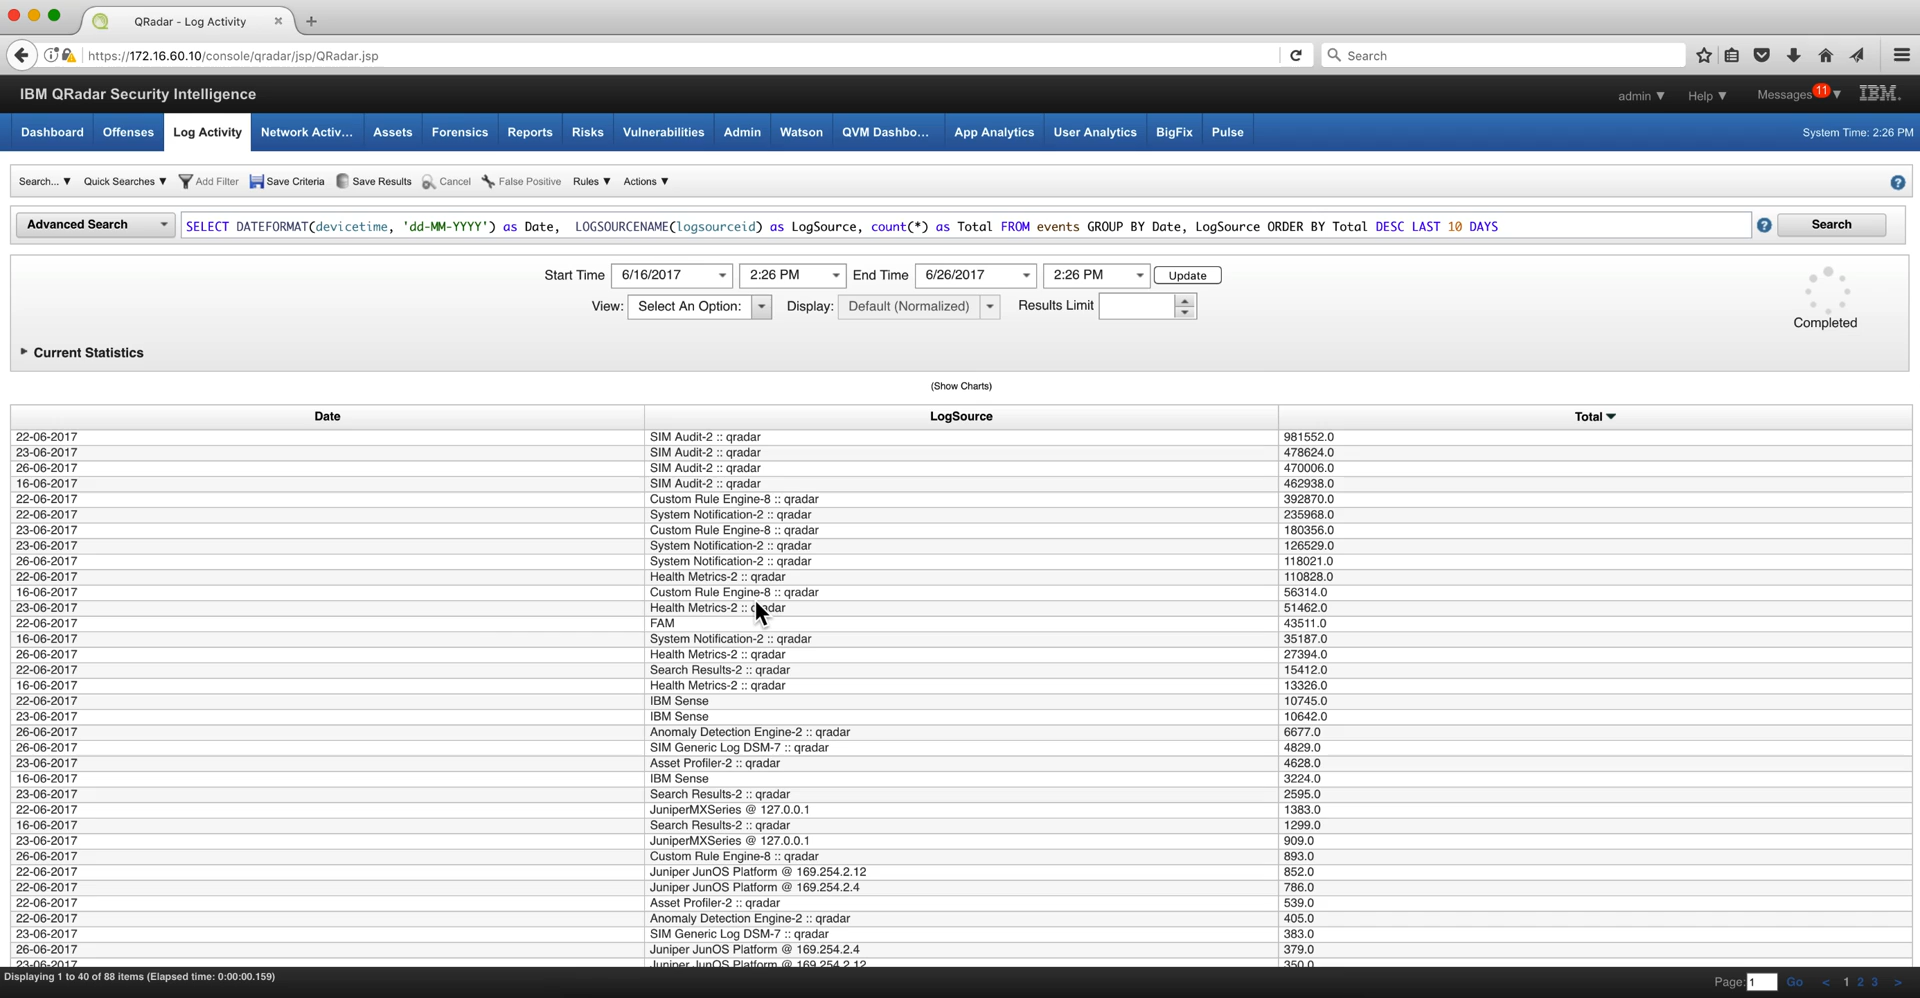 QRadar - Log Activity
https://172.16.60.10/console/qradar/jsp/QRadar.jsp
Search
IBM QRadar Security Intelligence
admin Help Messages 11 IBM.
Dashboard Offenses Log Activity Network Activ... Assets Forensics Reports Risks Vulnerabilities Admin Watson QVM Dashbo... App Analytics User Analytics BigFix Pulse System Time: 2:26 PM
Search... Quick Searches Add Filter Save Criteria Save Results Cancel False Positive Rules Actions
Advanced Search SELECT DATEFORMAT(devicetime, 'dd-MM-YYYY') as Date, LOGSOURCENAME(logsourceid) as LogSource, count(*) as Total FROM events GROUP BY Date, LogSource ORDER BY Total DESC LAST 10 DAYS Search
Start Time 6/16/2017 2:26 PM End Time 6/26/2017 2:26 PM Update
View: Select An Option: Display: Default (Normalized) Results Limit
Completed
Current Statistics
(Show Charts)
Date LogSource Total
22-06-2017 SIM Audit-2 :: qradar 981552.0
23-06-2017 SIM Audit-2 :: qradar 478624.0
26-06-2017 SIM Audit-2 :: qradar 470006.0
16-06-2017 SIM Audit-2 :: qradar 462938.0
22-06-2017 Custom Rule Engine-8 :: qradar 392870.0
22-06-2017 System Notification-2 :: qradar 235968.0
23-06-2017 Custom Rule Engine-8 :: qradar 180356.0
23-06-2017 System Notification-2 :: qradar 126529.0
26-06-2017 System Notification-2 :: qradar 118021.0
22-06-2017 Health Metrics-2 :: qradar 110828.0
16-06-2017 Custom Rule Engine-8 :: qradar 56314.0
23-06-2017 Health Metrics-2 :: qradar 51462.0
22-06-2017 FAM 43511.0
16-06-2017 System Notification-2 :: qradar 35187.0
26-06-2017 Health Metrics-2 :: qradar 27394.0
22-06-2017 Search Results-2 :: qradar 15412.0
16-06-2017 Health Metrics-2 :: qradar 13326.0
22-06-2017 IBM Sense 10745.0
23-06-2017 IBM Sense 10642.0
26-06-2017 Anomaly Detection Engine-2 :: qradar 6677.0
26-06-2017 SIM Generic Log DSM-7 :: qradar 4829.0
23-06-2017 Asset Profiler-2 :: qradar 4628.0
16-06-2017 IBM Sense 3224.0
23-06-2017 Search Results-2 :: qradar 2595.0
22-06-2017 JuniperMXSeries @ 127.0.0.1 1383.0
16-06-2017 Search Results-2 :: qradar 1299.0
23-06-2017 JuniperMXSeries @ 127.0.0.1 909.0
26-06-2017 Custom Rule Engine-8 :: qradar 893.0
22-06-2017 Juniper JunOS Platform @ 169.254.2.12 852.0
22-06-2017 Juniper JunOS Platform @ 169.254.2.4 786.0
22-06-2017 Asset Profiler-2 :: qradar 539.0
22-06-2017 Anomaly Detection Engine-2 :: qradar 405.0
23-06-2017 SIM Generic Log DSM-7 :: qradar 383.0
26-06-2017 Juniper JunOS Platform @ 169.254.2.4 379.0
23-06-2017 Juniper JunOS Platform @ 169.254.2.12 350.0
Displaying 1 to 40 of 88 items (Elapsed time: 0:00:00.159)
Page: 1 Go < 1 2 3 >